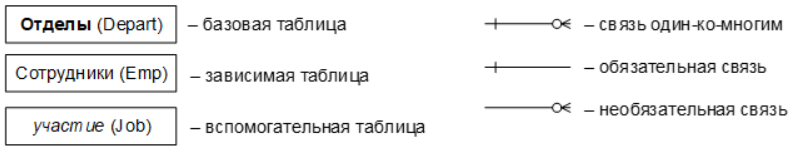 Отделы (Depart) – базовая таблица
Сотрудники (Emp) – зависимая таблица
участие (Job) – вспомогательная таблица
– связь один-ко-многим
– обязательная связь
– необязательная связь